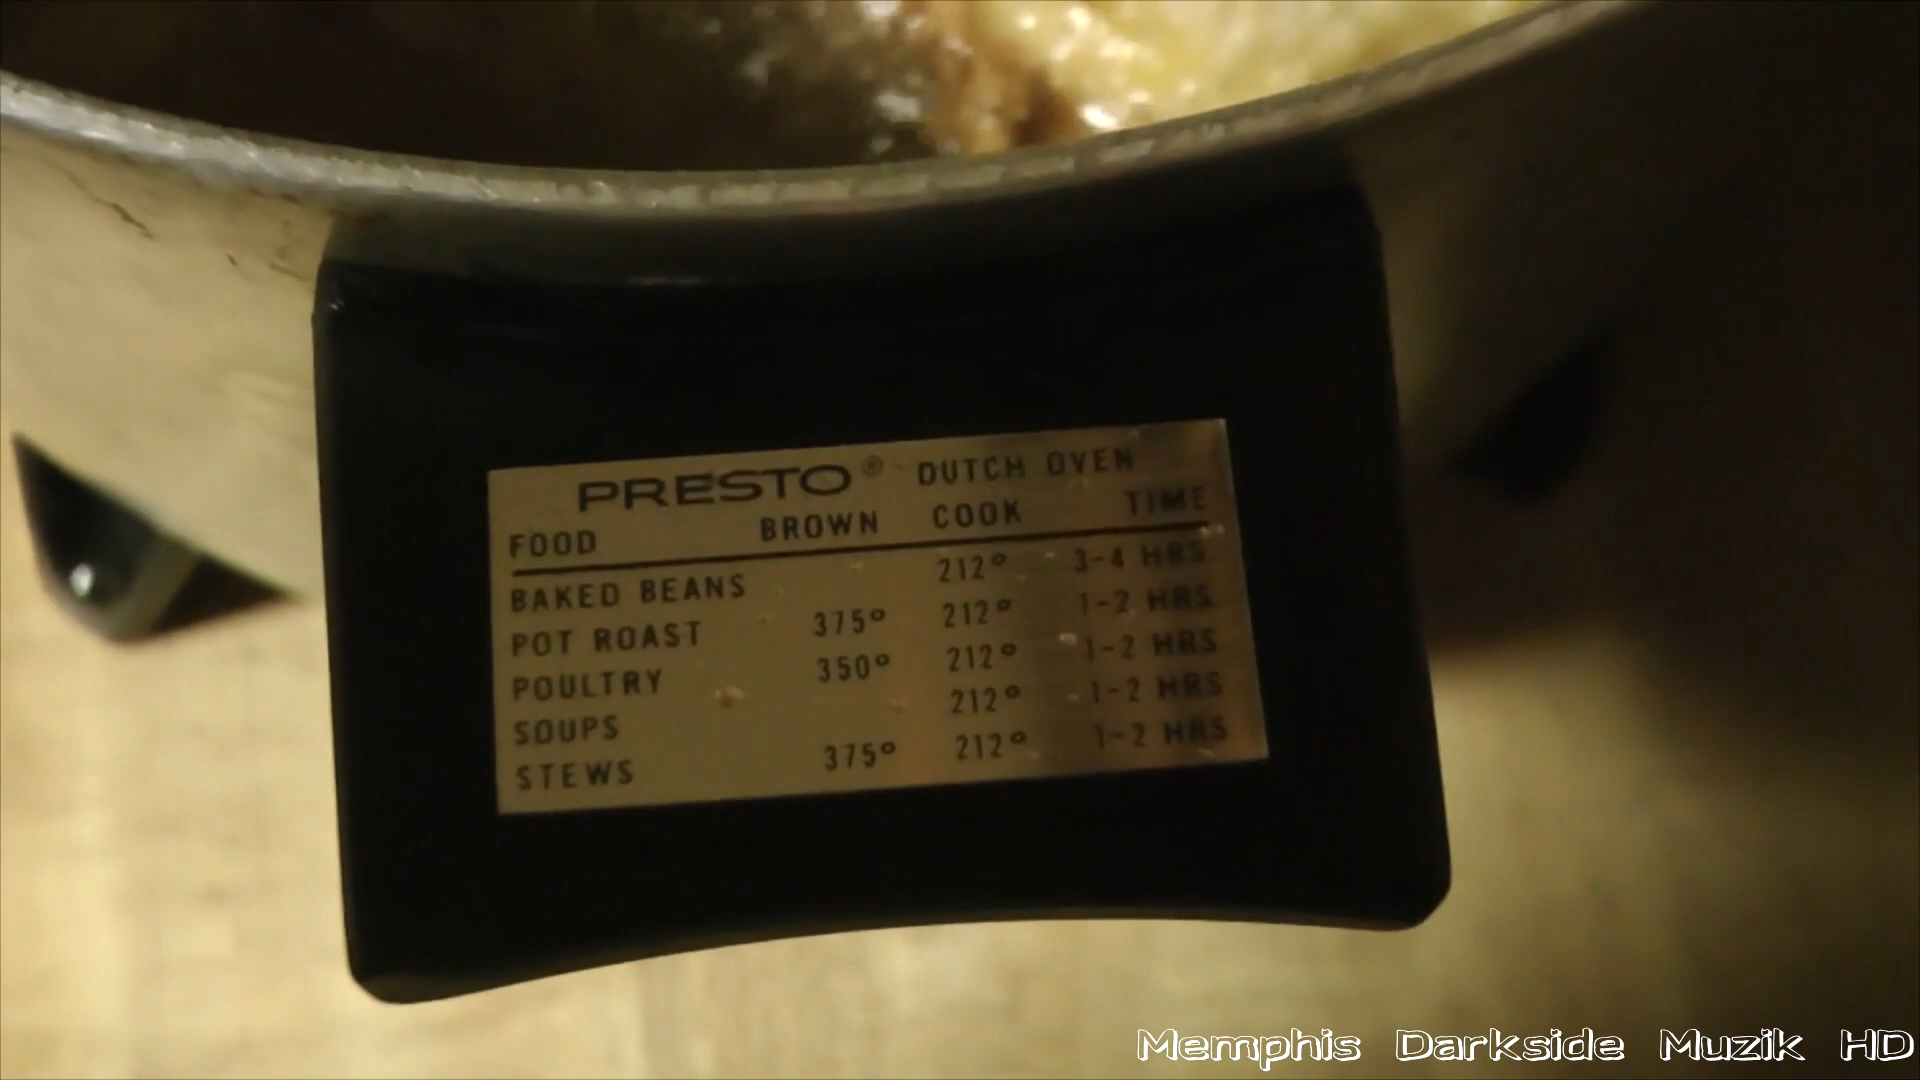 PRESTO® DUTCH OVEN
FOOD BROWN COOK TIME
BAKED BEANS 212° 3-4 HRS
POT ROAST 375° 212° 1-2 HRS
POULTRY 350° 212° 1-2 HRS
SOUPS 212° 1-2 HRS
STEWS 375° 212° 1-2 HRS
Memphis Darkside Muzik HD